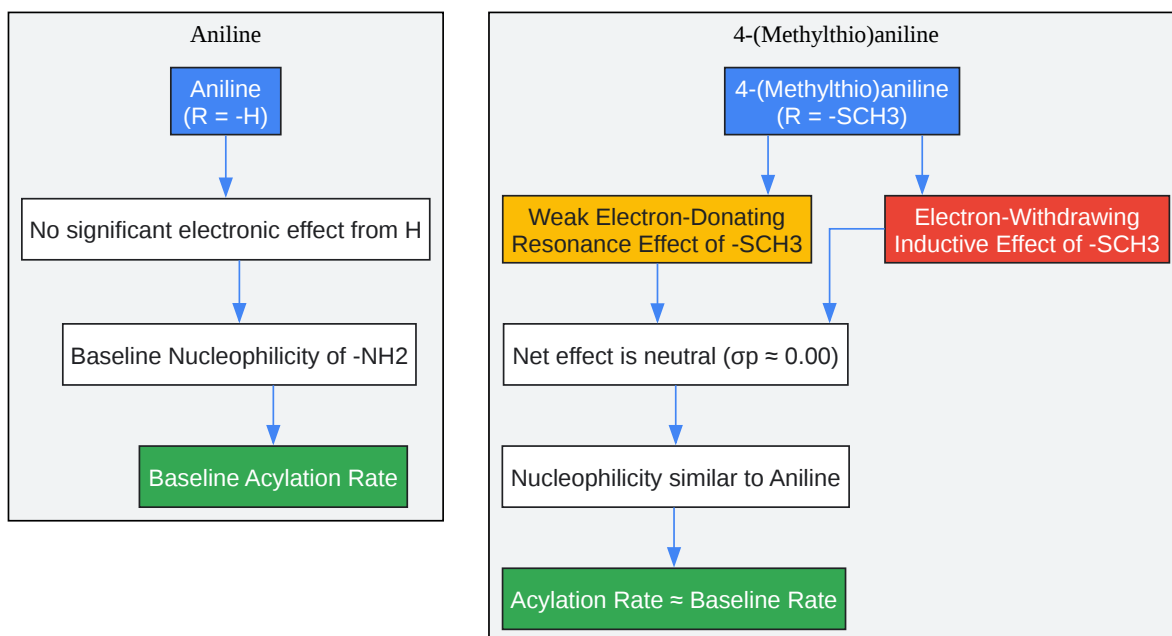 Aniline
Aniline
(R = -H)
No significant electronic effect from H
Baseline Nucleophilicity of -NH2
Baseline Acylation Rate
4-(Methylthio)aniline
4-(Methylthio)aniline
(R = -SCH3)
Weak Electron-Donating
Resonance Effect of -SCH3
Electron-Withdrawing
Inductive Effect of -SCH3
Net effect is neutral (σp ≈ 0.00)
Nucleophilicity similar to Aniline
Acylation Rate ≈ Baseline Rate